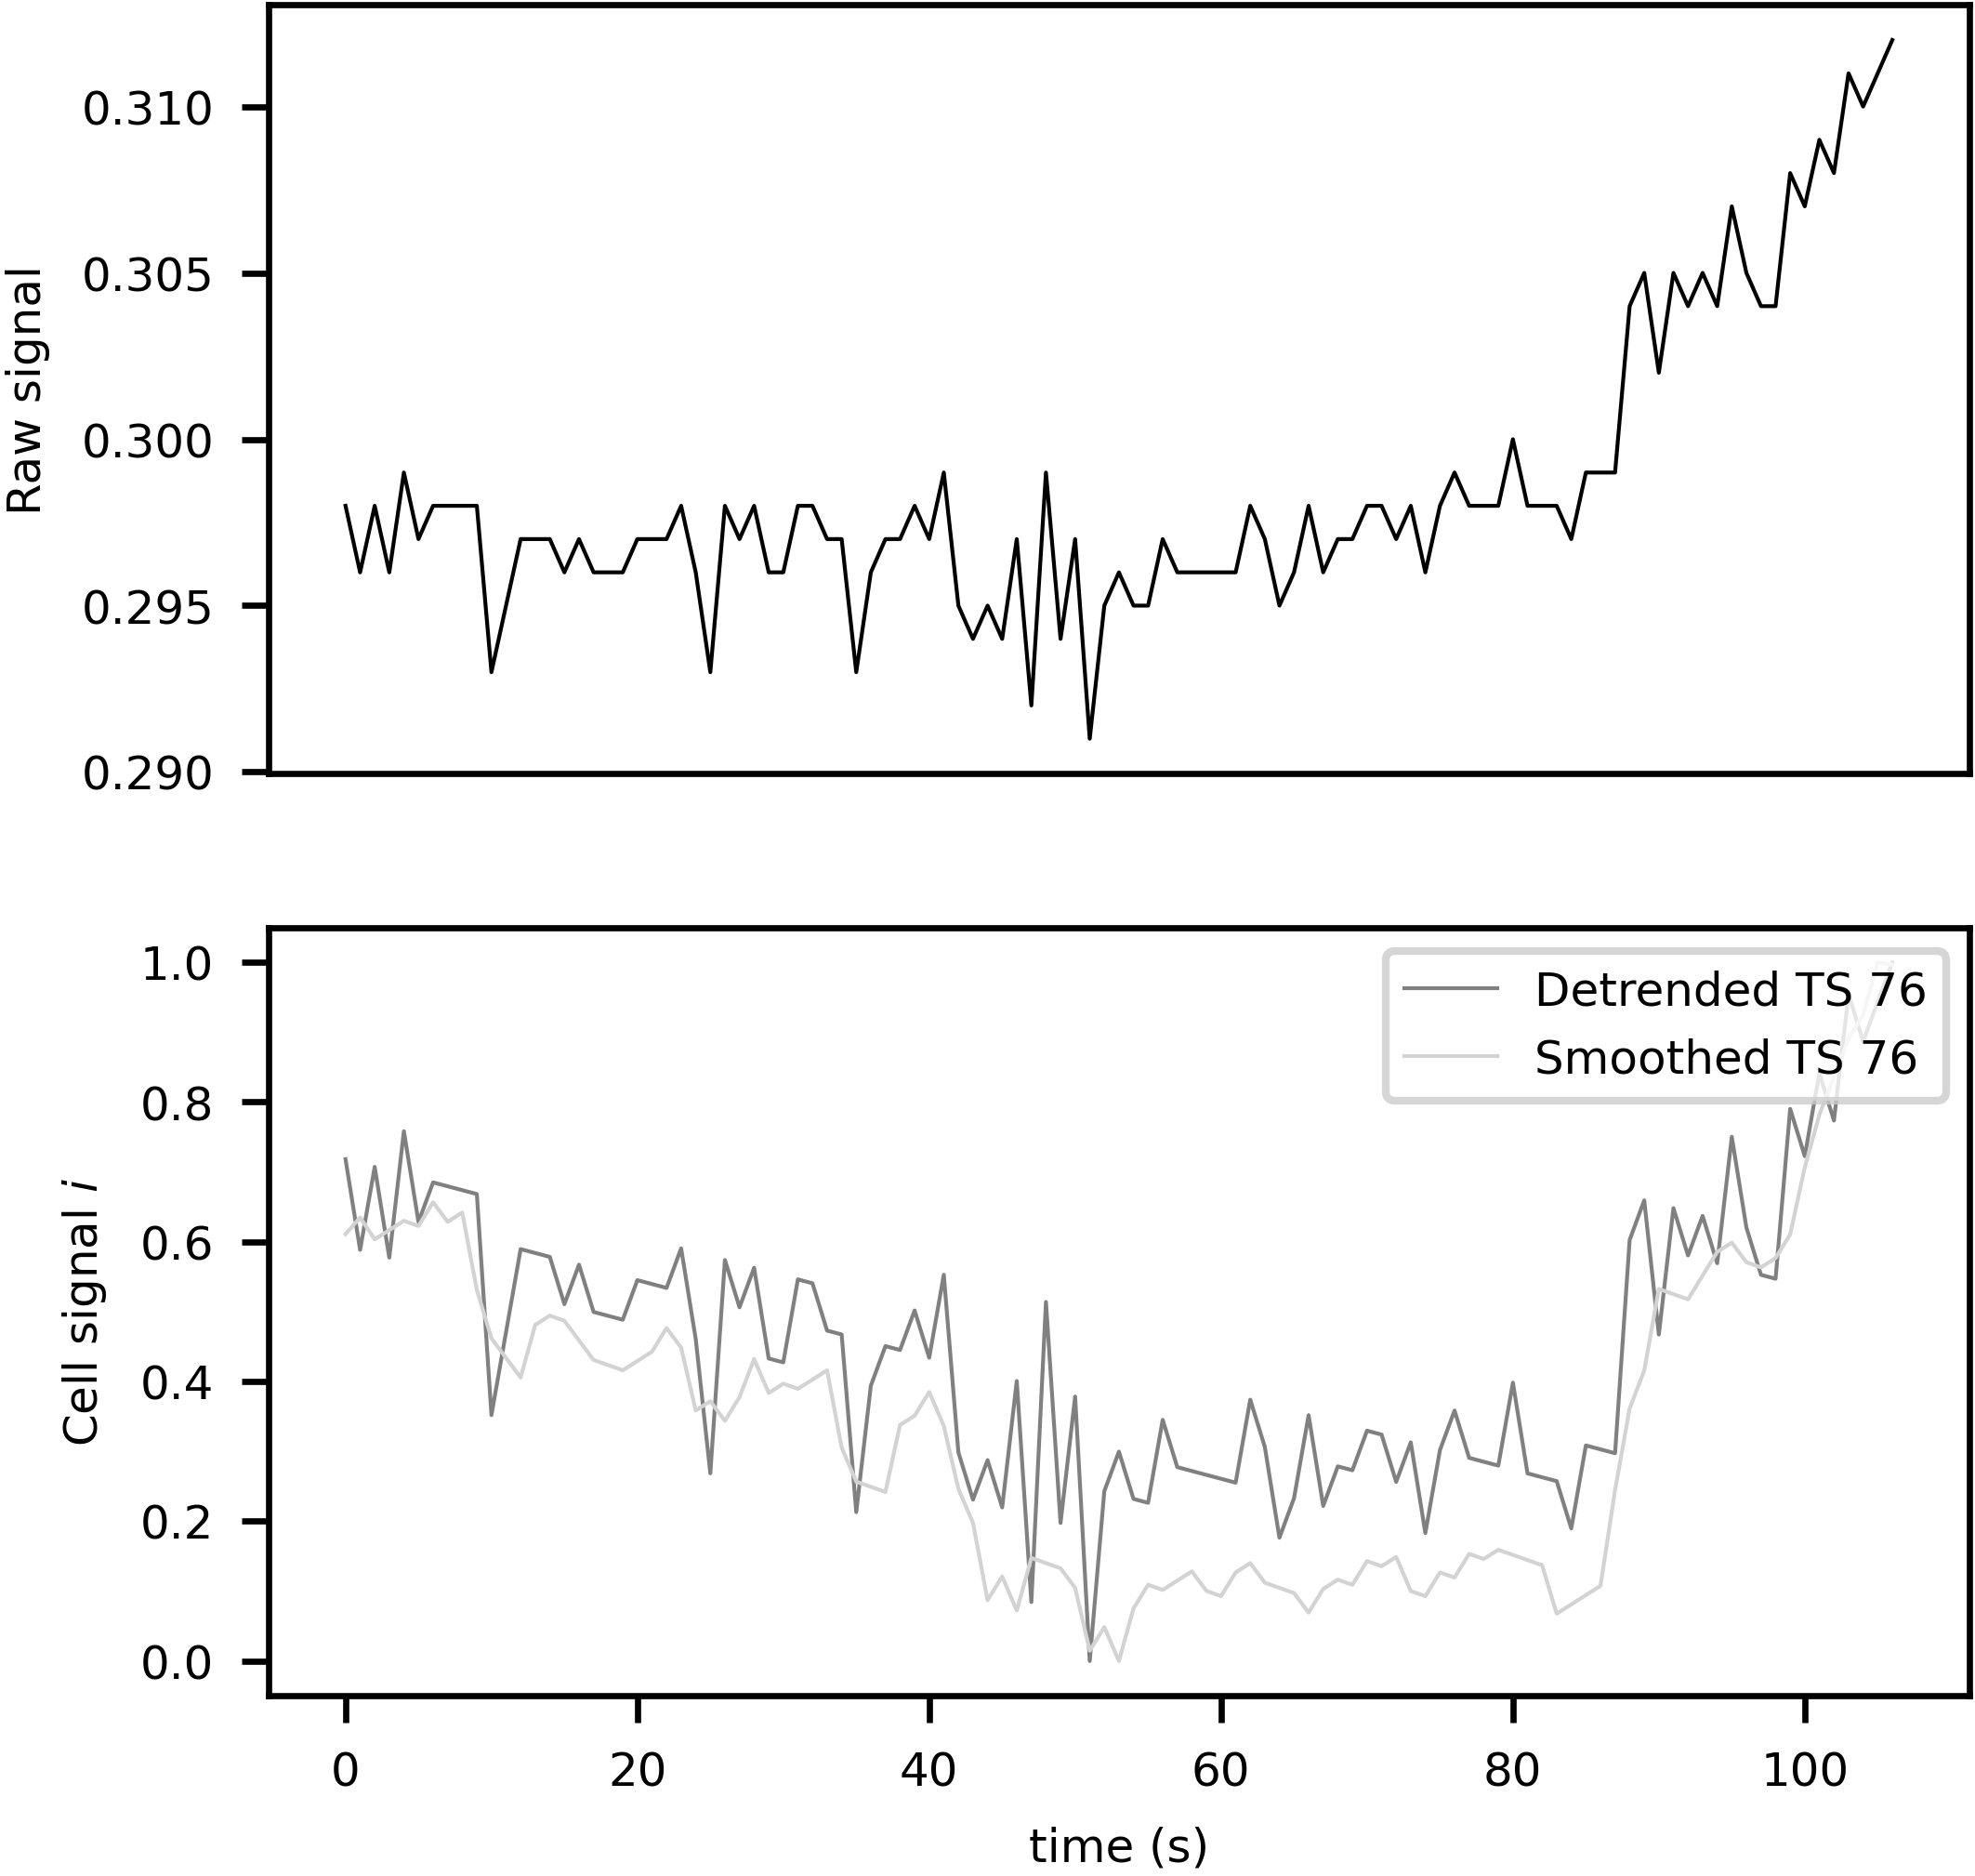 Raw signal
0.310
0.305
0.300
0.295
0.290
Cell signal i
1.0
0.8
0.6
0.4
0.2
0.0
Detrended TS 76
Smoothed TS 76
0 20 40 60 80 100
time (s)